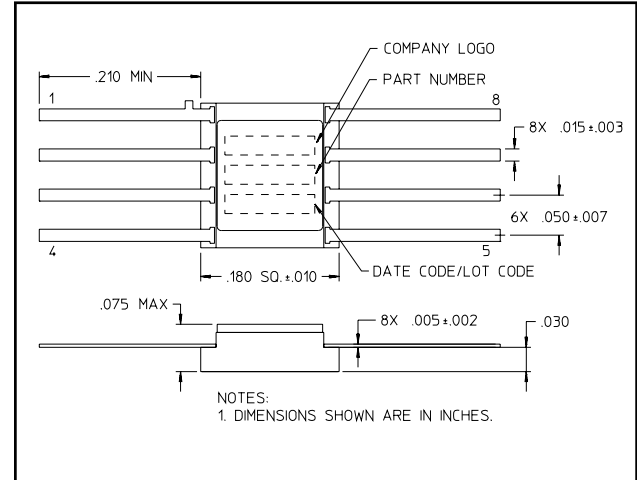 COMPANY LOGO
.210 MIN
PART NUMBER
1
8
8X .015±.003
6X .050±.007
4
5
DATE CODE/LOT CODE
.180 SQ.±.010
.075 MAX
8X .005±.002
.030
NOTES:
1. DIMENSIONS SHOWN ARE IN INCHES.